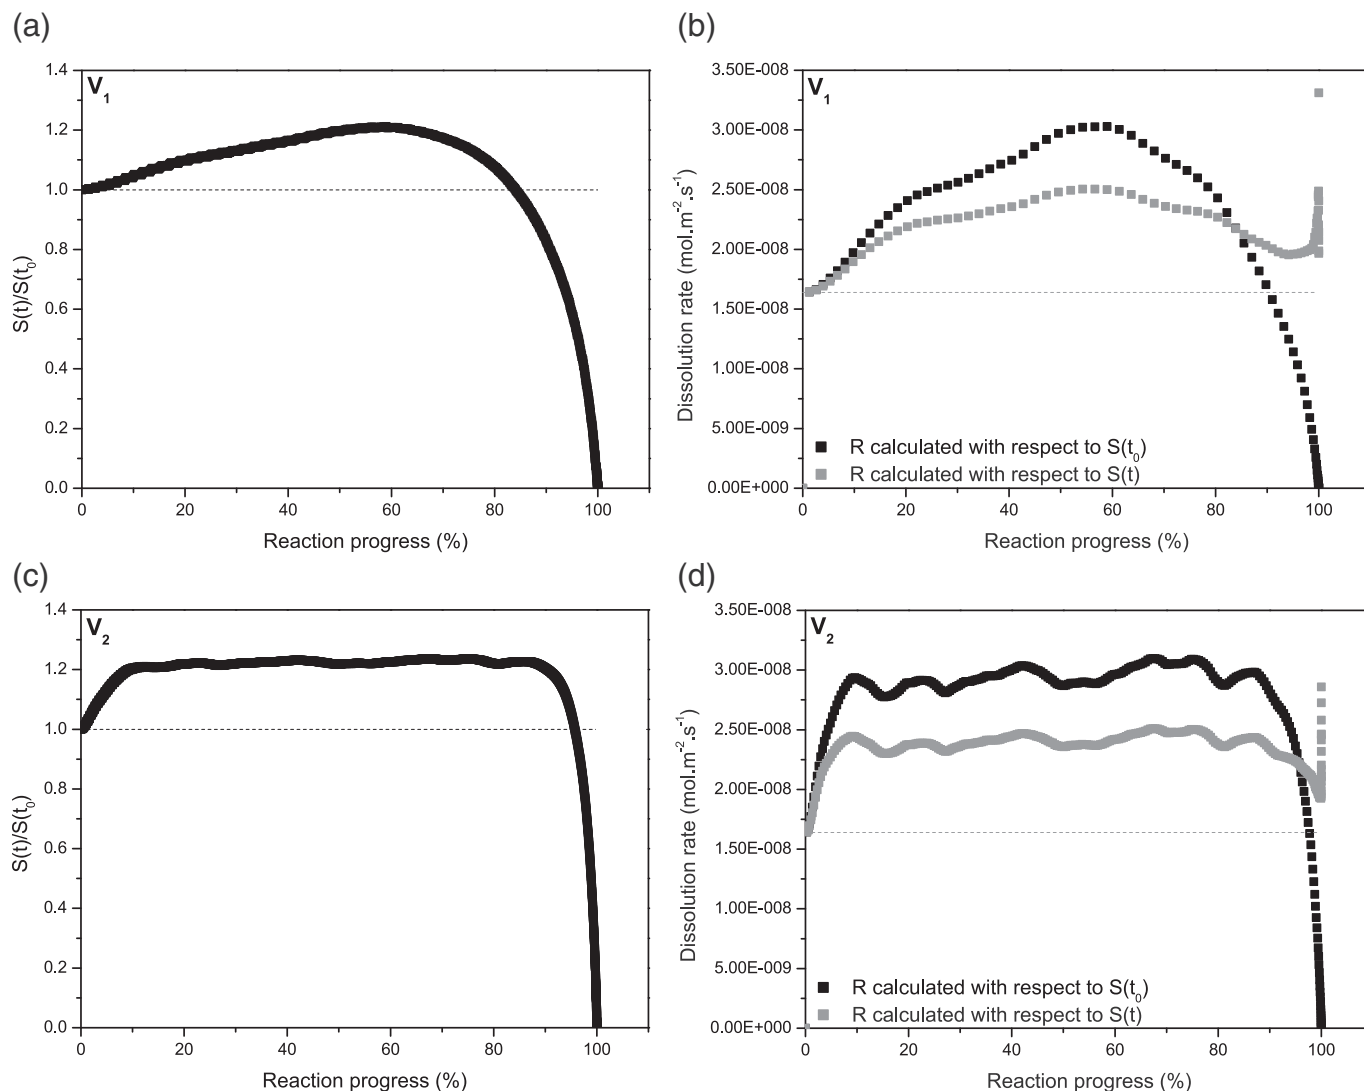 (a)
V1
S(t)/S(t0)
1.4
1.2
1.0
0.8
0.6
0.4
0.2
0.0
0 20 40 60 80 100
Reaction progress (%)
(b)
V1
Dissolution rate (mol.m-2.s-1)
3.50E-008
3.00E-008
2.50E-008
2.00E-008
1.50E-008
1.00E-008
5.00E-009
0.00E+000
R calculated with respect to S(t0)
R calculated with respect to S(t)
0 20 40 60 80 100
Reaction progress (%)
(c)
V2
S(t)/S(t0)
1.4
1.2
1.0
0.8
0.6
0.4
0.2
0.0
0 20 40 60 80 100
Reaction progress (%)
(d)
V2
Dissolution rate (mol.m-2.s-1)
3.50E-008
3.00E-008
2.50E-008
2.00E-008
1.50E-008
1.00E-008
5.00E-009
0.00E+000
R calculated with respect to S(t0)
R calculated with respect to S(t)
0 20 40 60 80 100
Reaction progress (%)